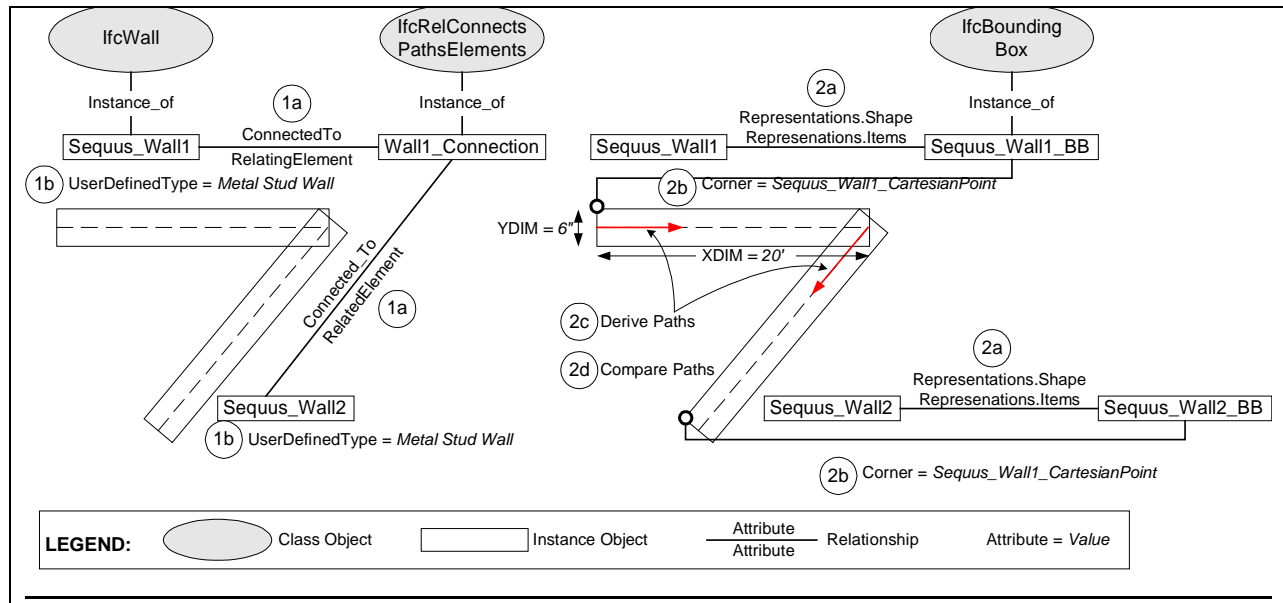 IfcWall
IfcRelConnects
PathsElements
IfcBounding
Box
Instance_of
1a
Instance_of
2a
Instance_of
ConnectedTo
Representations.Shape
Represenations.Items
Sequus_Wall1
RelatingElement
Wall1_Connection
Sequus_Wall1
Sequus_Wall1_BB
1b UserDefinedType = Metal Stud Wall
2b Corner = Sequus_Wall1_CartesianPoint
YDIM = 6"
XDIM = 20'
Connected_To
RelatedElement
1a
2c Derive Paths
2d Compare Paths
2a
Representations.Shape
Represenations.Items
Sequus_Wall2
Sequus_Wall2
Sequus_Wall2_BB
1b UserDefinedType = Metal Stud Wall
2b Corner = Sequus_Wall1_CartesianPoint
LEGEND:
Class Object
Instance Object
Attribute
Attribute
Relationship
Attribute = Value